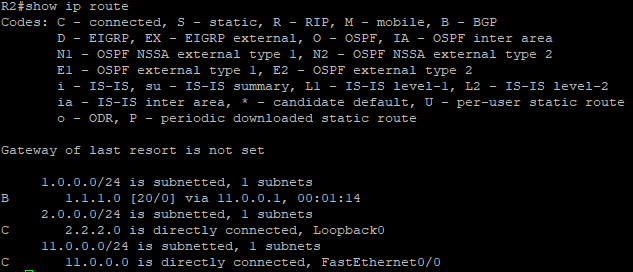 R2#show ip route
Codes: C - connected, S - static, R - RIP, M - mobile, B - BGP
       D - EIGRP, EX - EIGRP external, O - OSPF, IA - OSPF inter area
       N1 - OSPF NSSA external type 1, N2 - OSPF NSSA external type 2
       E1 - OSPF external type 1, E2 - OSPF external type 2
       i - IS-IS, su - IS-IS summary, L1 - IS-IS level-1, L2 - IS-IS level-2
       ia - IS-IS inter area, * - candidate default, U - per-user static route
       o - ODR, P - periodic downloaded static route
Gateway of last resort is not set
     1.0.0.0/24 is subnetted, 1 subnets
B       1.1.1.0 [20/0] via 11.0.0.1, 00:01:14
     2.0.0.0/24 is subnetted, 1 subnets
C       2.2.2.0 is directly connected, Loopback0
     11.0.0.0/24 is subnetted, 1 subnets
C       11.0.0.0 is directly connected, FastEthernet0/0